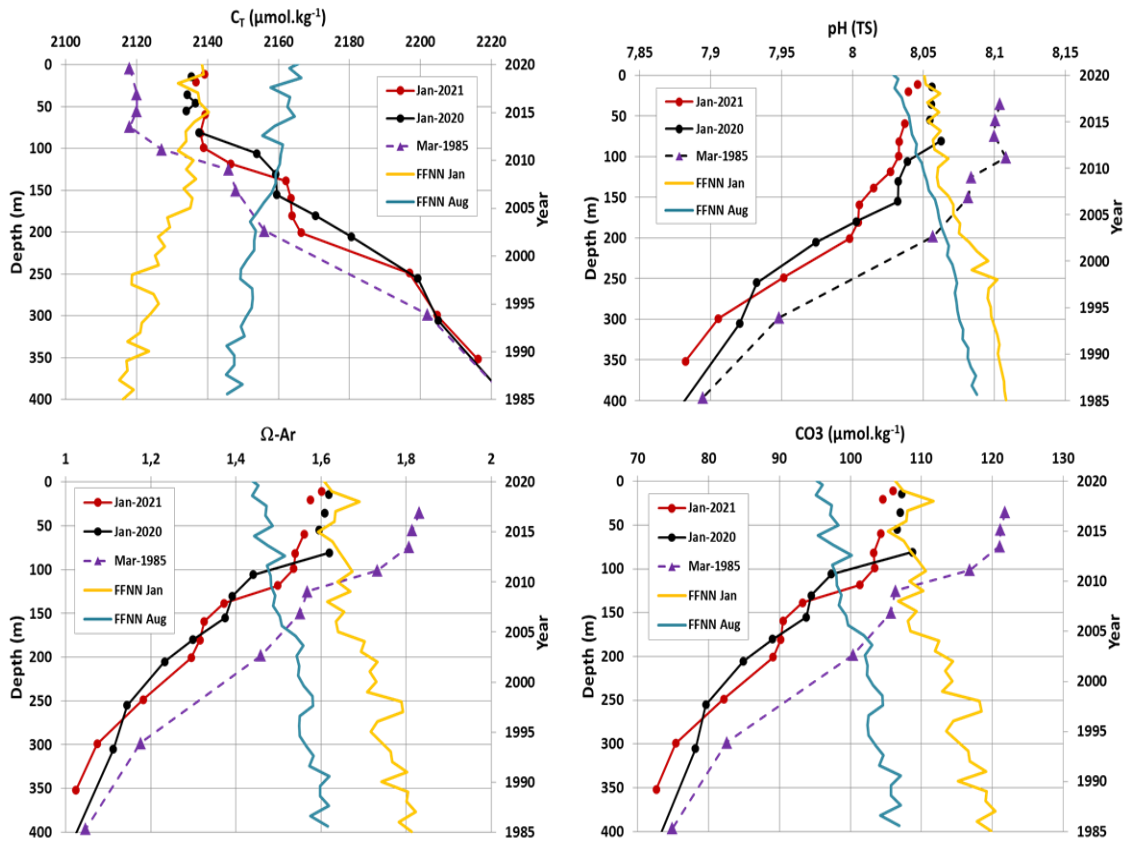 C_T (µmol.kg⁻¹)
2100 2120 2140 2160 2180 2200 2220
Depth (m)
0
50
100
150
200
250
300
350
400
Jan-2021
Jan-2020
Mar-1985
FFNN Jan
FFNN Aug
2020
2015
2010
2005
2000
1995
1990
1985
Year
pH (TS)
7,85 7,9 7,95 8 8,05 8,1 8,15
Depth (m)
0
50
100
150
200
250
300
350
400
Jan-2021
Jan-2020
Mar-1985
FFNN Jan
FFNN Aug
2020
2015
2010
2005
2000
1995
1990
1985
Year
Ω-Ar
1 1,2 1,4 1,6 1,8 2
Depth (m)
0
50
100
150
200
250
300
350
400
Jan-2021
Jan-2020
Mar-1985
FFNN Jan
FFNN Aug
2020
2015
2010
2005
2000
1995
1990
1985
Year
CO3 (µmol.kg⁻¹)
70 80 90 100 110 120 130
Depth (m)
0
50
100
150
200
250
300
350
400
Jan-2021
Jan-2020
Mar-1985
FFNN Jan
FFNN Aug
2020
2015
2010
2005
2000
1995
1990
1985
Year